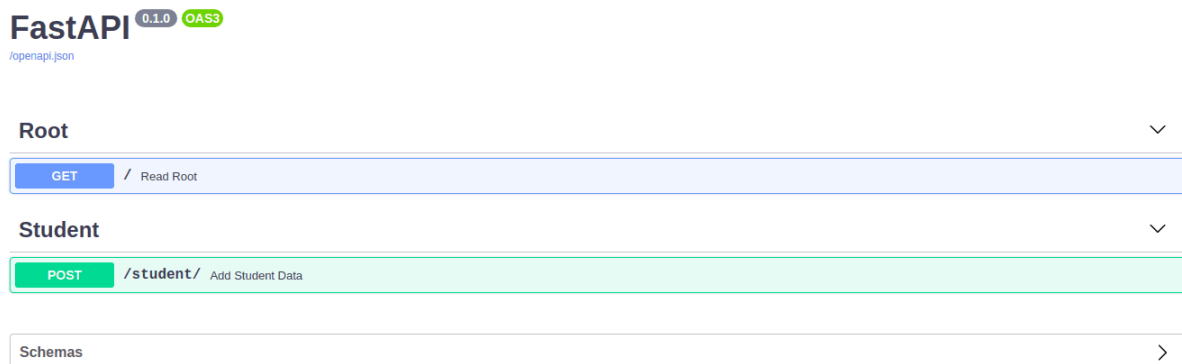 FastAPI 0.1.0 OAS3
/openapi.json
Root
GET / Read Root
Student
POST /student/ Add Student Data
Schemas